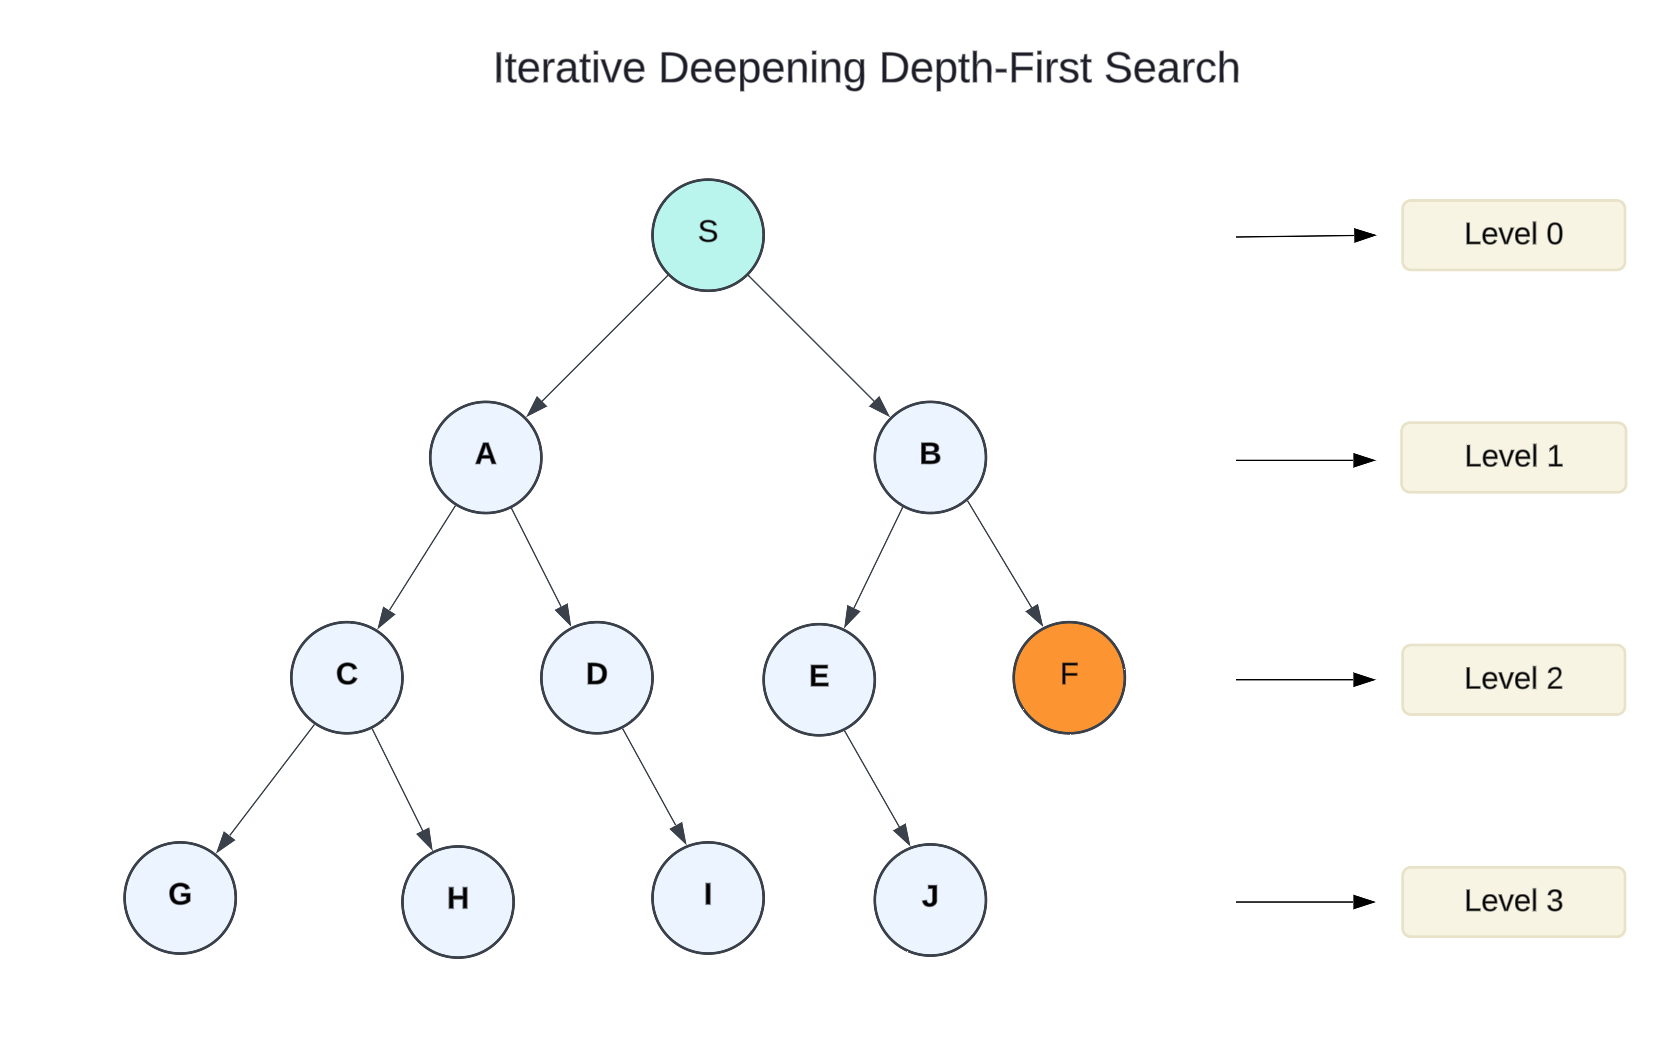 Iterative Deepening Depth-First Search
S
Level 0
A
B
Level 1
C
D
E
F
Level 2
G
H
I
J
Level 3